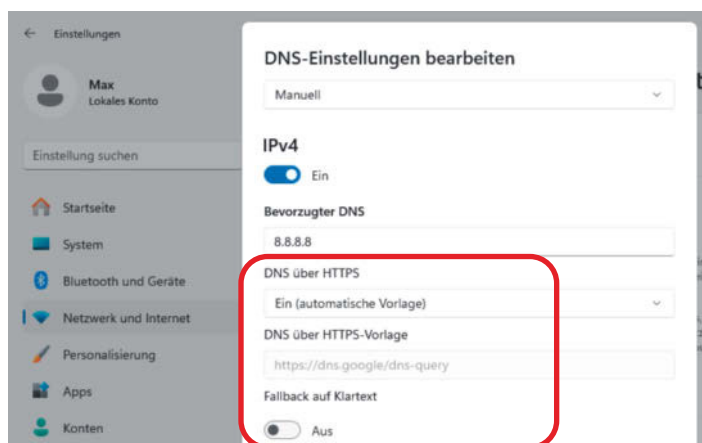 Einstellungen
Max
Lokales Konto
Einstellung suchen
Startseite
System
Bluetooth und Geräte
Netzwerk und Internet
Personalisierung
Apps
Konten
DNS-Einstellungen bearbeiten
Manuell
IPv4
Ein
Bevorzugter DNS
8.8.8.8
DNS über HTTPS
Ein (automatische Vorlage)
DNS über HTTPS-Vorlage
https://dns.google/dns-query
Fallback auf Klartext
Aus